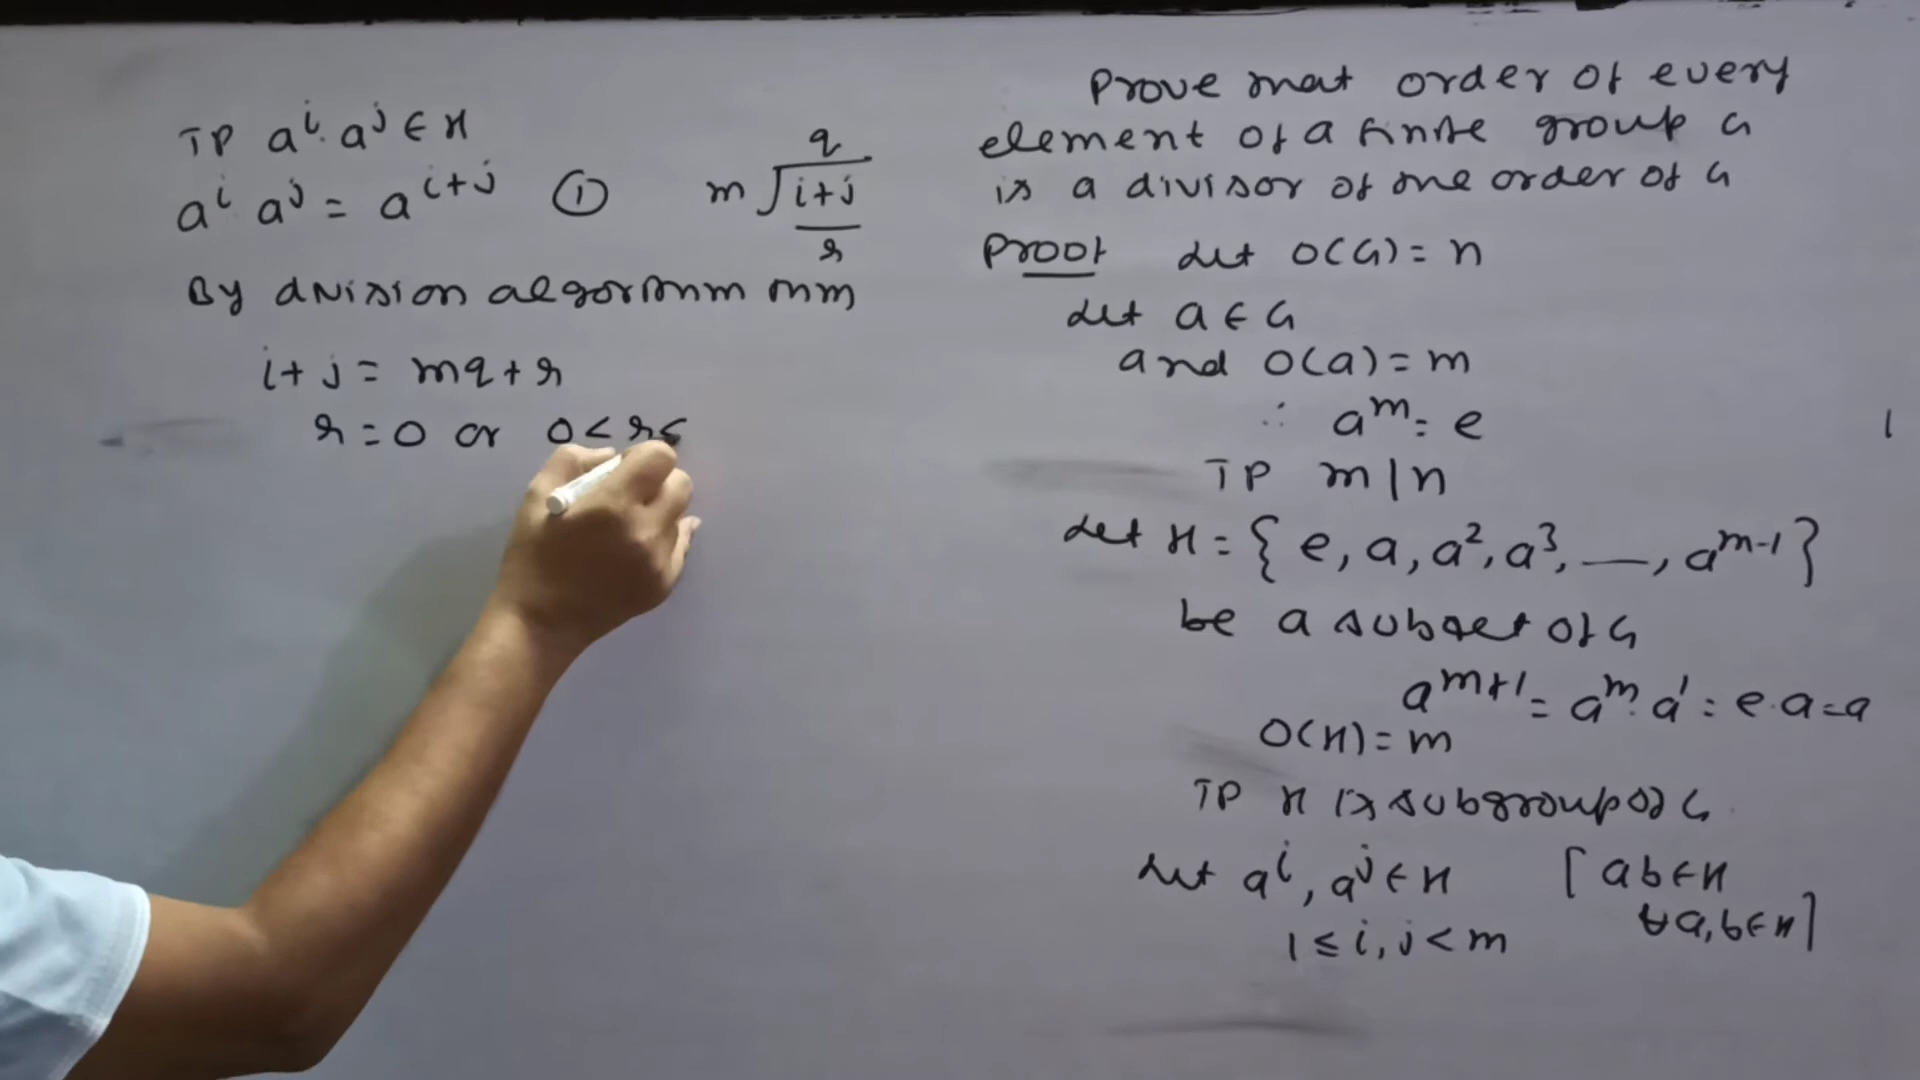 Prove that order of every
element of a finite group G
is a divisor of the order of G
Proof Let O(G) = n
Let a ∈ G
and O(a) = m
∴ a^m = e
TP m | n
Let H = { e, a, a², a³, —, a^{m-1} }
be a subset of G
a^{m+1} = a^m · a^1 = e·a = a
O(H) = m
TP H is subgroup of G
Let a^i, a^j ∈ H [ ab ∈ H
1 ≤ i, j < m ∀ a, b ∈ H ]
TP a^i · a^j ∈ H
a^i a^j = a^{i+j} ①
q
m √ i+j
r
By division algorithm thm
i + j = mq + r
r = 0 or 0 < r <